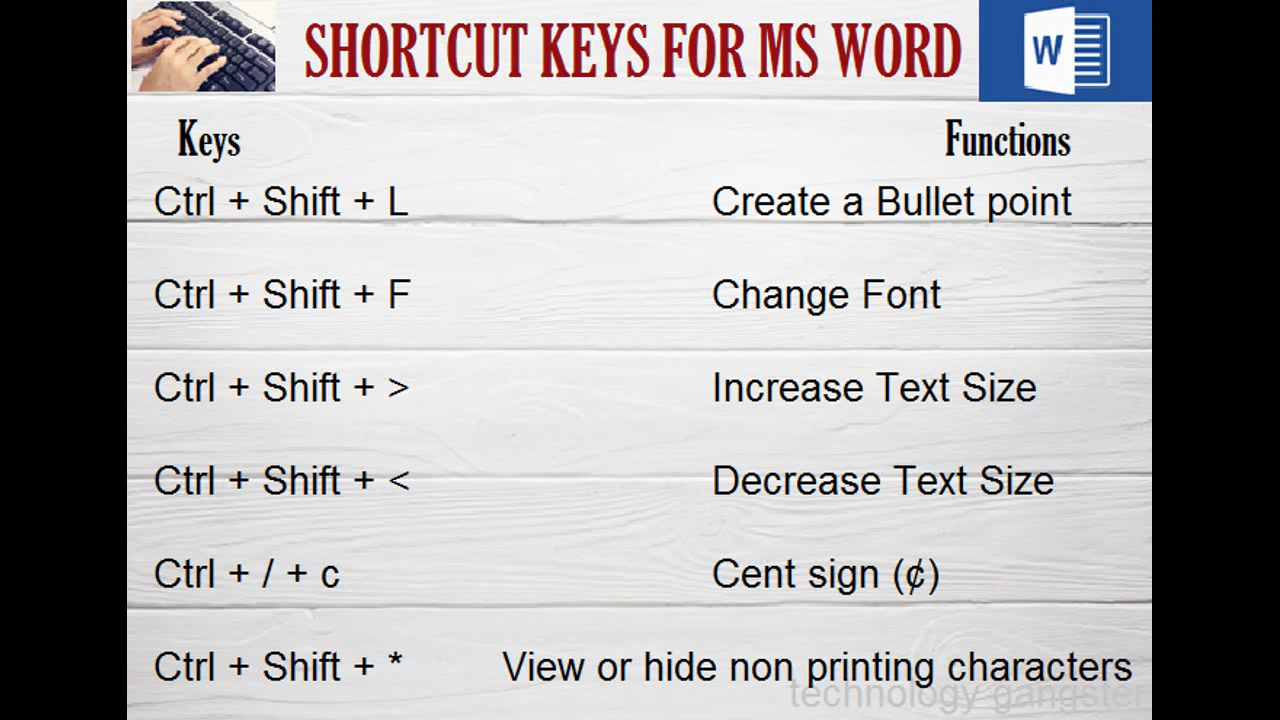 SHORTCUT KEYS FOR MS WORD
W
Keys Functions
Ctrl + Shift + L Create a Bullet point
Ctrl + Shift + F Change Font
Ctrl + Shift + > Increase Text Size
Ctrl + Shift + < Decrease Text Size
Ctrl + / + c Cent sign (¢)
Ctrl + Shift + * View or hide non printing characters
technology gangster